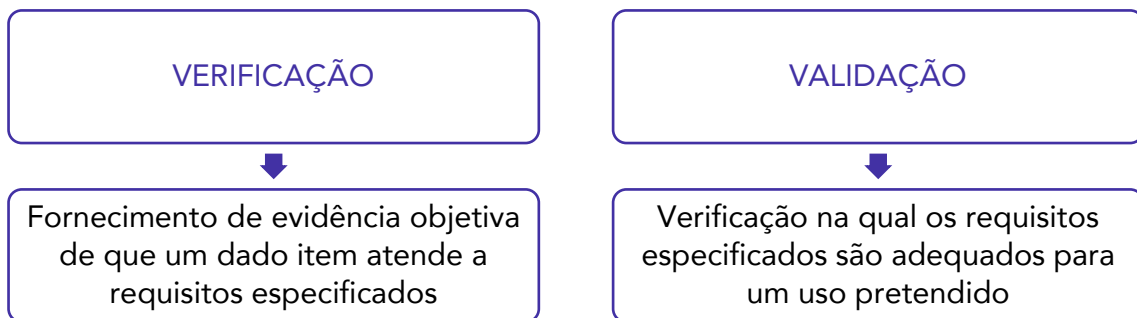 VERIFICAÇÃO
Fornecimento de evidência objetiva
de que um dado item atende a
requisitos especificados
VALIDAÇÃO
Verificação na qual os requisitos
especificados são adequados para
um uso pretendido